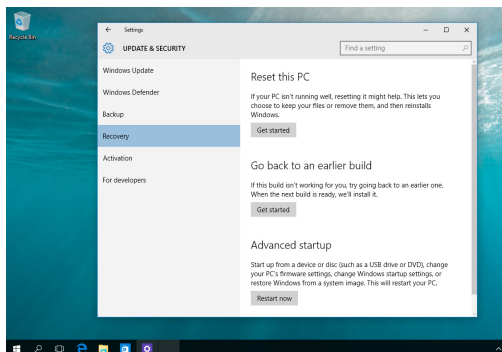 Recycle Bin
Settings
UPDATE & SECURITY
Find a setting
Windows Update
Windows Defender
Backup
Recovery
Activation
For developers
Reset this PC
If your PC isn't running well, resetting it might help. This lets you
choose to keep your files or remove them, and then reinstalls
Windows.
Get started
Go back to an earlier build
If this build isn't working for you, try going back to an earlier one.
When the next build is ready, we'll install it.
Get started
Advanced startup
Start up from a device or disc (such as a USB drive or DVD), change
your PC's firmware settings, change Windows startup settings, or
restore Windows from a system image. This will restart your PC.
Restart now